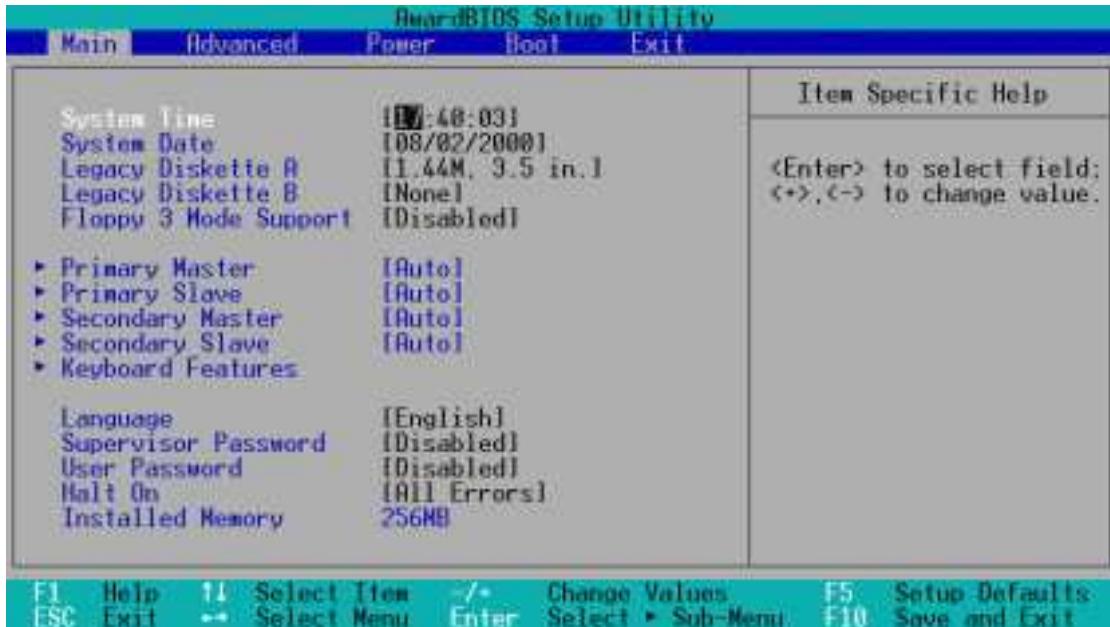 AwardBIOS Setup Utility
Main Advanced Power Boot Exit
Item Specific Help
System Time [17:40:03]
System Date [08/02/2000]
Legacy Diskette A [1.44M, 3.5 in.]
Legacy Diskette B [None]
Floppy 3 Mode Support [Disabled]
<Enter> to select field;
<+>,<-> to change value.
▸ Primary Master [Auto]
▸ Primary Slave [Auto]
▸ Secondary Master [Auto]
▸ Secondary Slave [Auto]
▸ Keyboard Features
Language [English]
Supervisor Password [Disabled]
User Password [Disabled]
Halt On [All Errors]
Installed Memory 256MB
F1 Help ↑↓ Select Item -/+ Change Values F5 Setup Defaults
ESC Exit ←→ Select Menu Enter Select ▸ Sub-Menu F10 Save and Exit